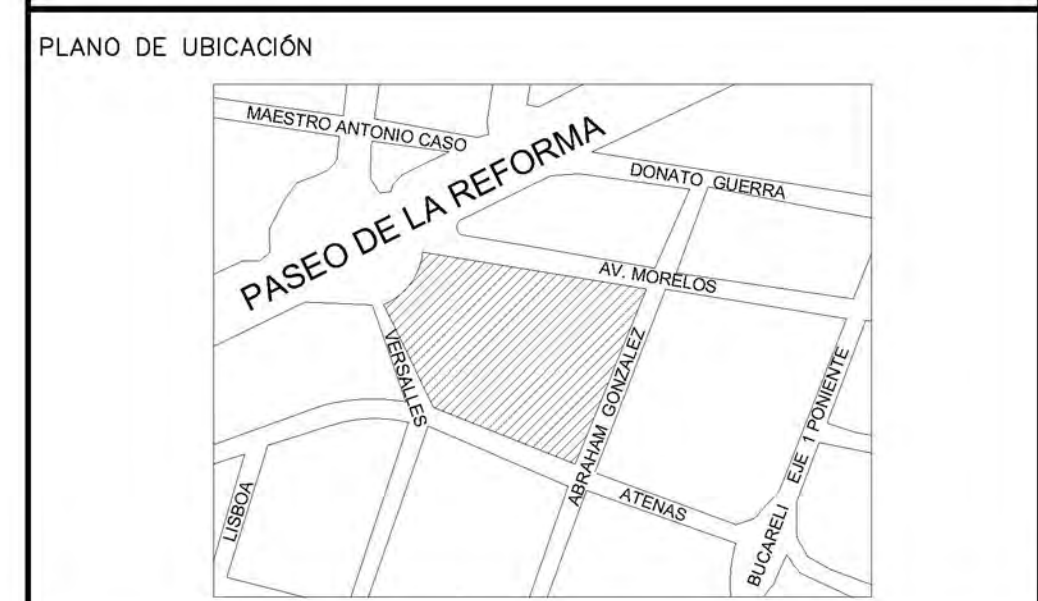 PLANO DE UBICACIÓN
MAESTRO ANTONIO CASO
PASEO DE LA REFORMA
DONATO GUERRA
AV. MORELOS
VERSALLES
ABRAHAM GONZALEZ
EJE 1 PONIENTE
LISBOA
ATENAS
BUCARELI